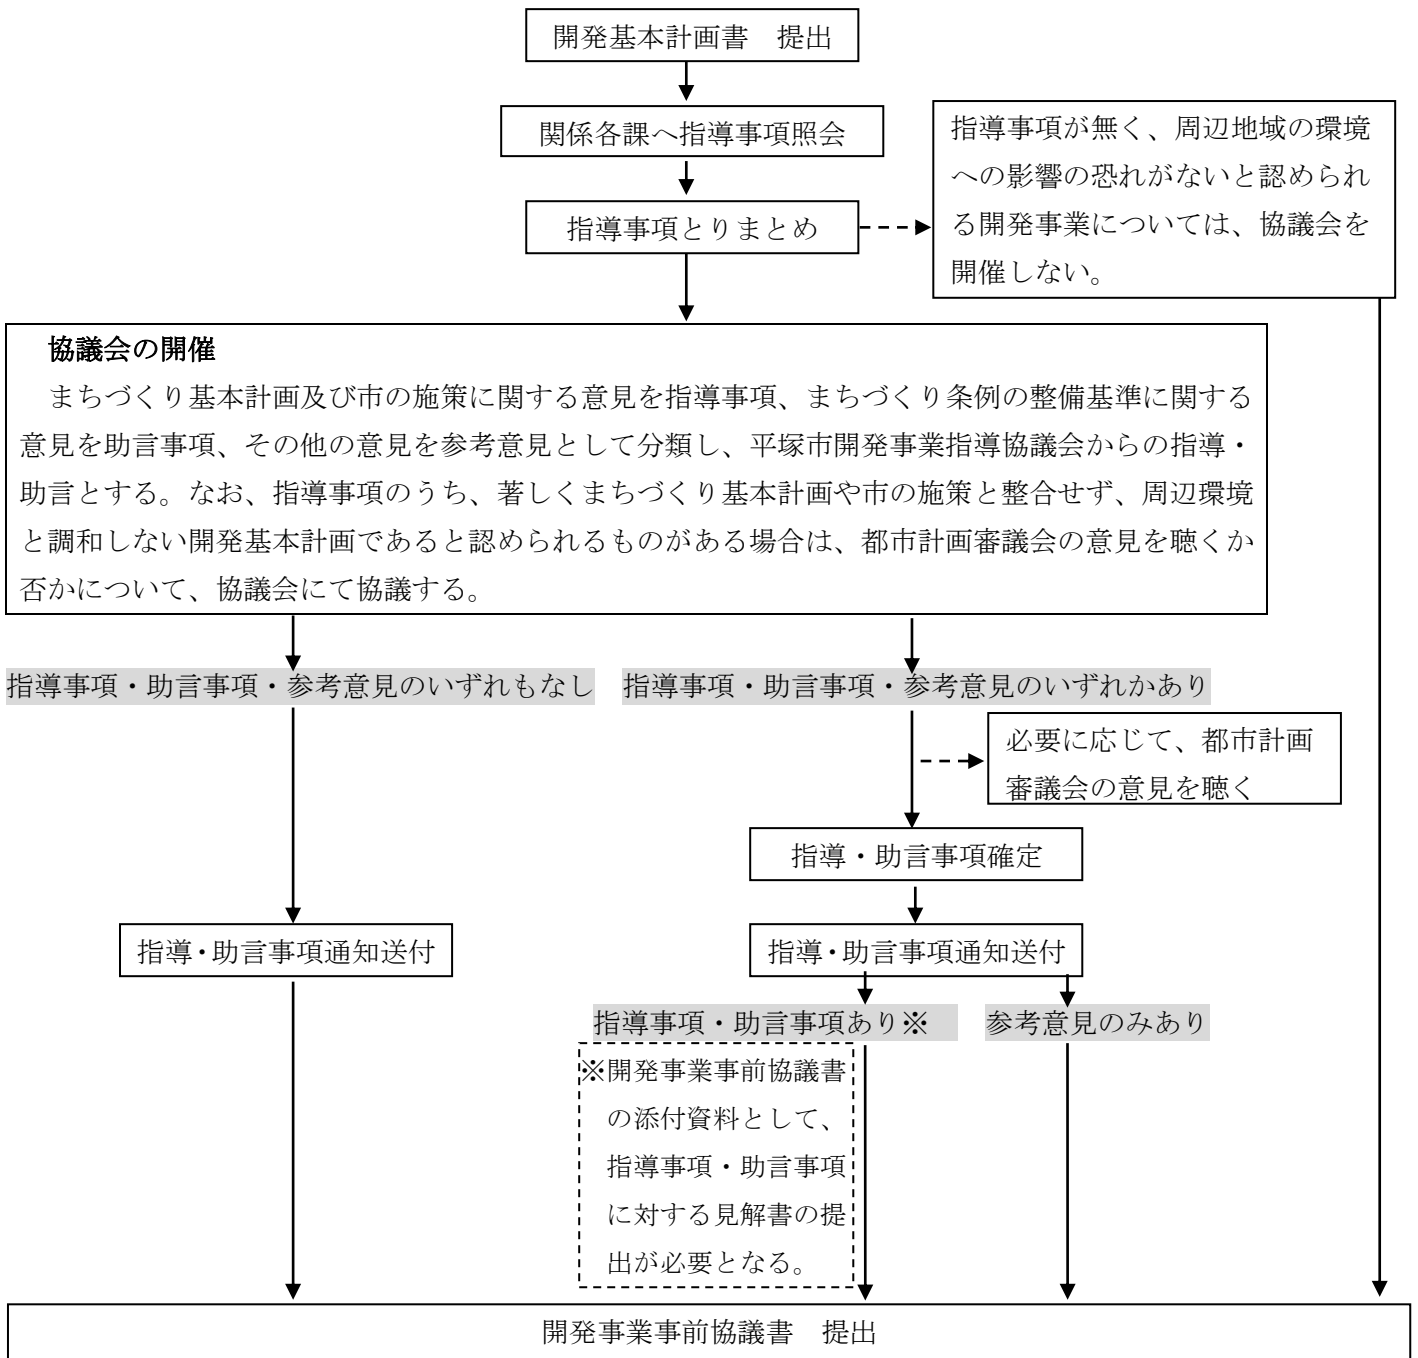 開発基本計画書　提出
関係各課へ指導事項照会
指導事項が無く、周辺地域の環境
への影響の恐れがないと認められ
る開発事業については、協議会を
開催しない。
指導事項とりまとめ
協議会の開催
まちづくり基本計画及び市の施策に関する意見を指導事項、まちづくり条例の整備基準に関する
意見を助言事項、その他の意見を参考意見として分類し、平塚市開発事業指導協議会からの指導・
助言とする。なお、指導事項のうち、著しくまちづくり基本計画や市の施策と整合せず、周辺環境
と調和しない開発基本計画であると認められるものがある場合は、都市計画審議会の意見を聴くか
否かについて、協議会にて協議する。
指導事項・助言事項・参考意見のいずれもなし
指導事項・助言事項・参考意見のいずれかあり
必要に応じて、都市計画
審議会の意見を聴く
指導・助言事項確定
指導・助言事項通知送付
指導・助言事項通知送付
指導事項・助言事項あり※
参考意見のみあり
※開発事業事前協議書
の添付資料として、
指導事項・助言事項
に対する見解書の提
出が必要となる。
開発事業事前協議書　提出